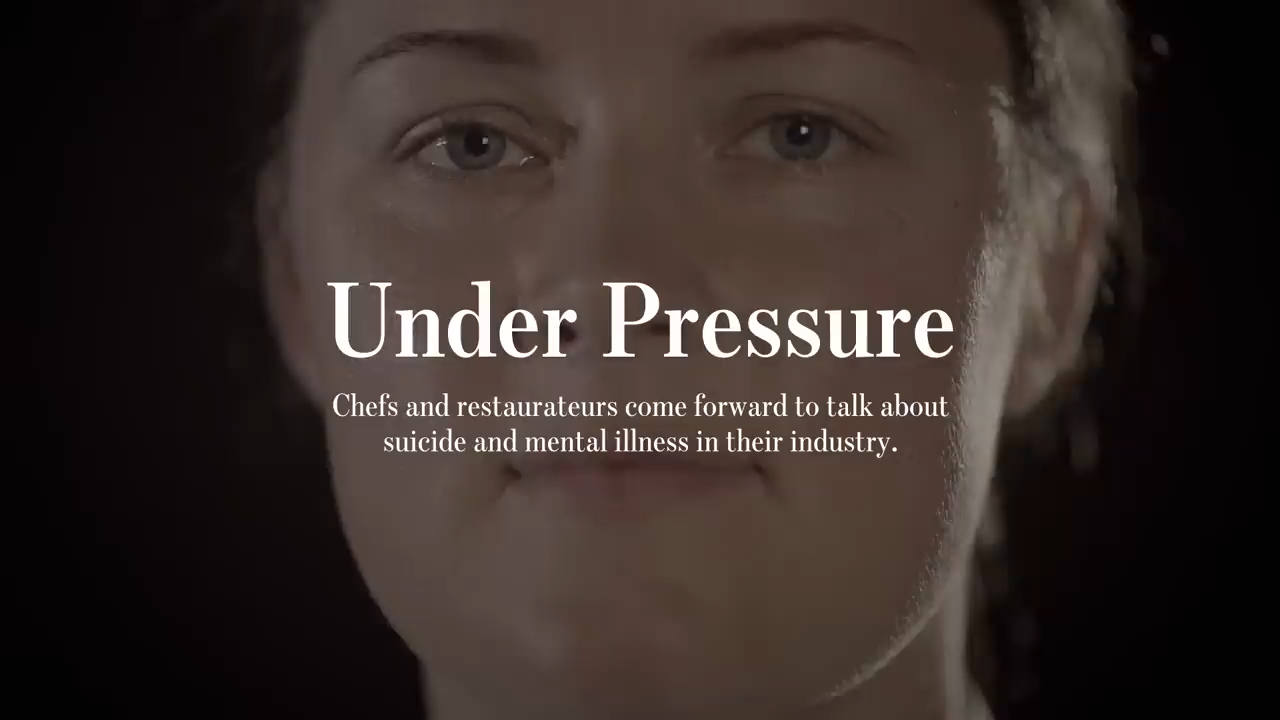 Under Pressure
Chefs and restaurateurs come forward to talk about
suicide and mental illness in their industry.